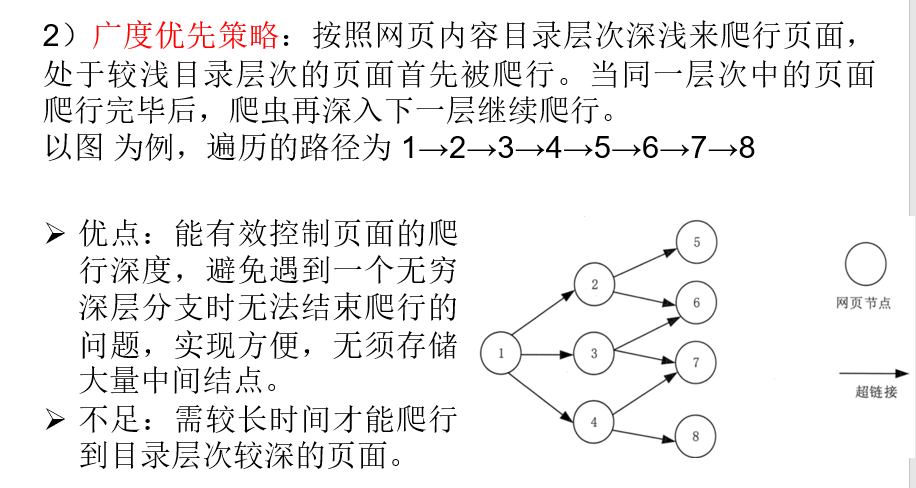 2）广度优先策略：按照网页内容目录层次深浅来爬行页面，
处于较浅目录层次的页面首先被爬行。当同一层次中的页面
爬行完毕后，爬虫再深入下一层继续爬行。
以图 为例，遍历的路径为 1→2→3→4→5→6→7→8
➢ 优点：能有效控制页面的爬
行深度，避免遇到一个无穷
深层分支时无法结束爬行的
问题，实现方便，无须存储
大量中间结点。
➢ 不足：需较长时间才能爬行
到目录层次较深的页面。
1
2
3
4
5
6
7
8
网页节点
超链接